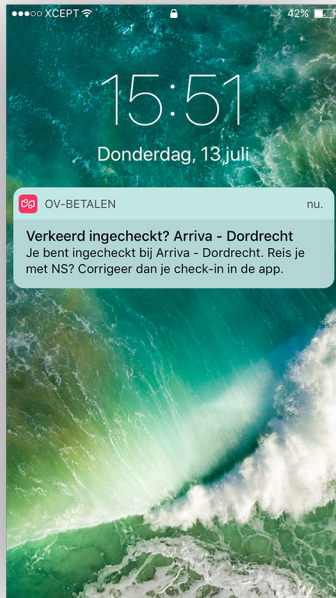 XCEPT 42%
15:51
Donderdag, 13 juli
OV-BETALEN nu.
Verkeerd ingecheckt? Arriva - Dordrecht
Je bent ingecheckt bij Arriva - Dordrecht. Reis je
met NS? Corrigeer dan je check-in in de app.